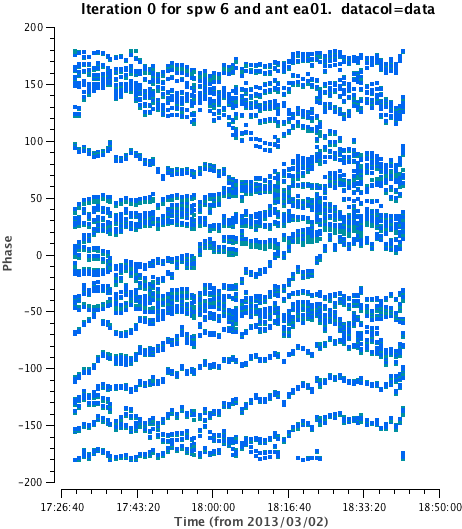 Iteration 0 for spw 6 and ant ea01.  datacol=data
200
150
100
50
0
-50
-100
-150
-200
Phase
17:26:40 17:43:20 18:00:00 18:16:40 18:33:20 18:50:00
Time (from 2013/03/02)